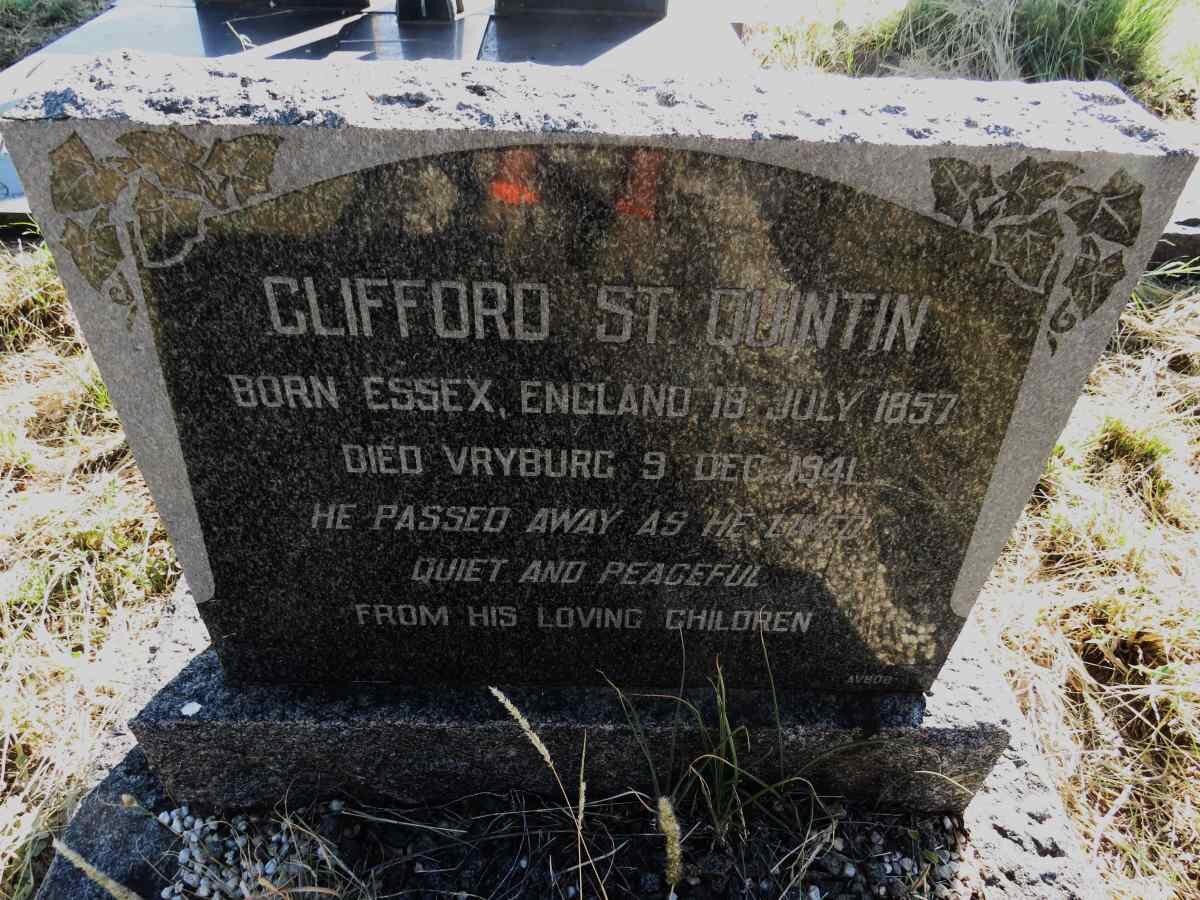 CLIFFORD ST. QUINTIN
BORN ESSEX, ENGLAND, 18 JULY 1857
DIED VRYBURG 9 DEC 1941
HE PASSED AWAY AS HE LIVED
QUIET AND PEACEFUL
FROM HIS LOVING CHILDREN
AVBOB